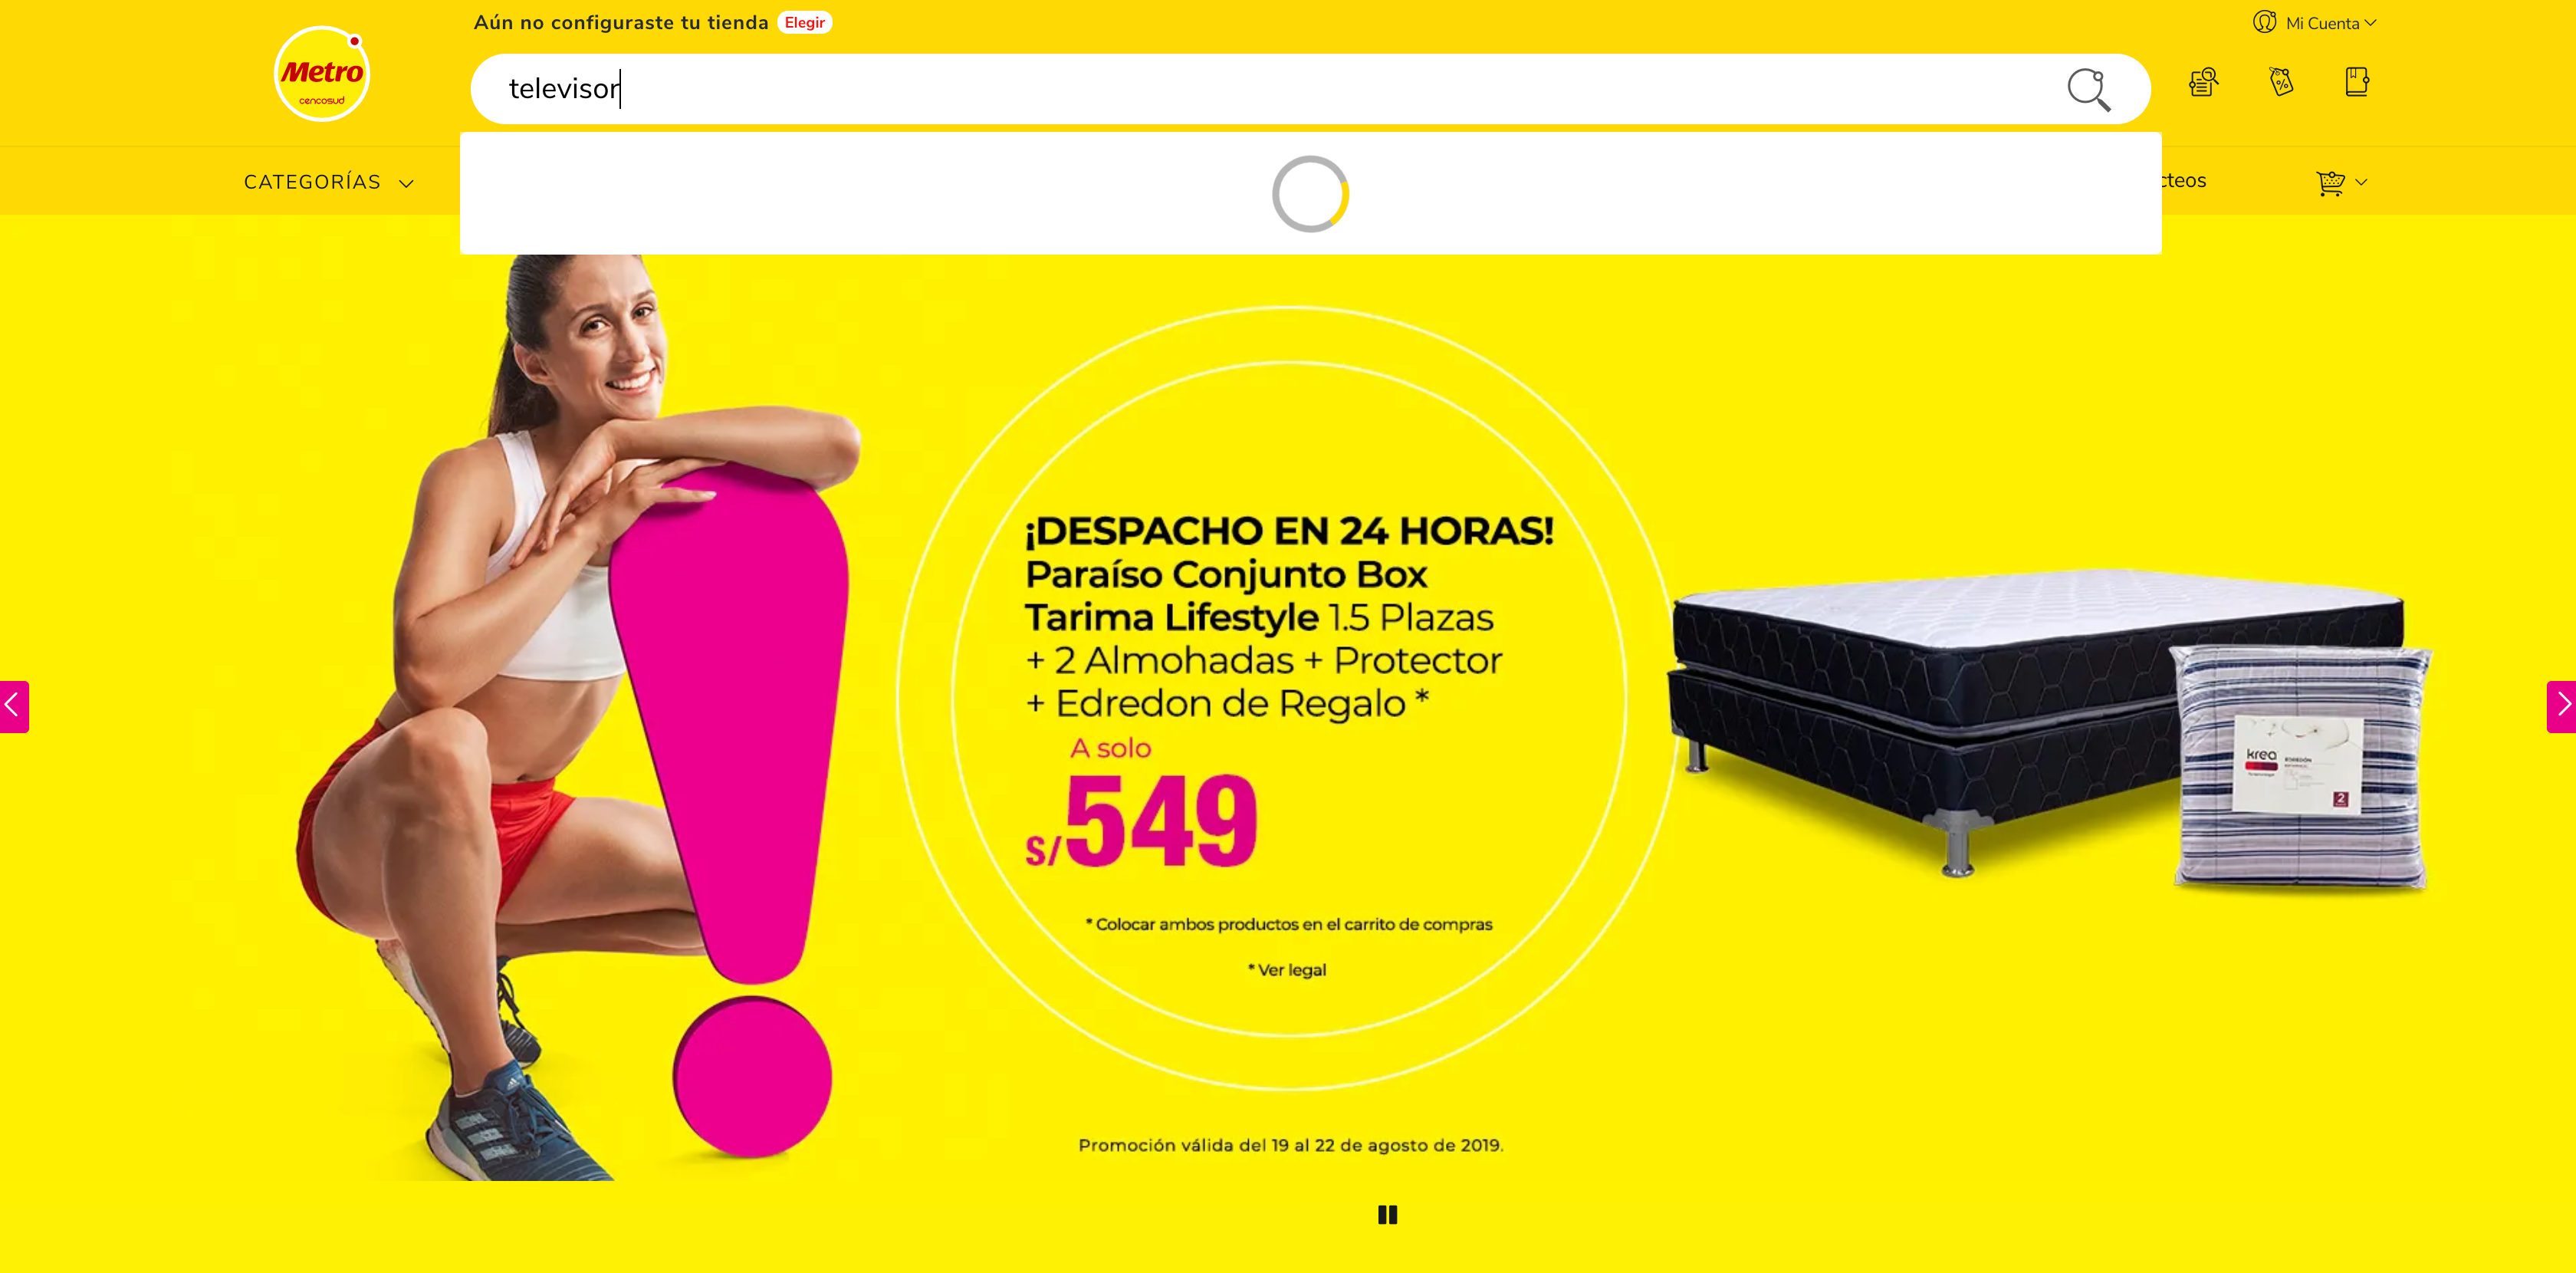 Aún no configuraste tu tienda Elegir
Mi Cuenta
Metro
cencosud
televisor
CATEGORÍAS
cteos
¡DESPACHO EN 24 HORAS!
Paraíso Conjunto Box
Tarima Lifestyle 1.5 Plazas
+ 2 Almohadas + Protector
+ Edredon de Regalo *
A solo
S/549
krea
EDREDÓN
2
* Colocar ambos productos en el carrito de compras
* Ver legal
Promoción válida del 19 al 22 de agosto de 2019.